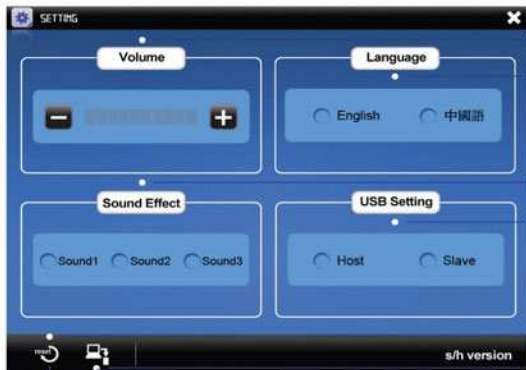 SETTING
Volume
Language
English 中國語
Sound Effect
USB Setting
Sound1 Sound2 Sound3
Host Slave
reset
s/h version